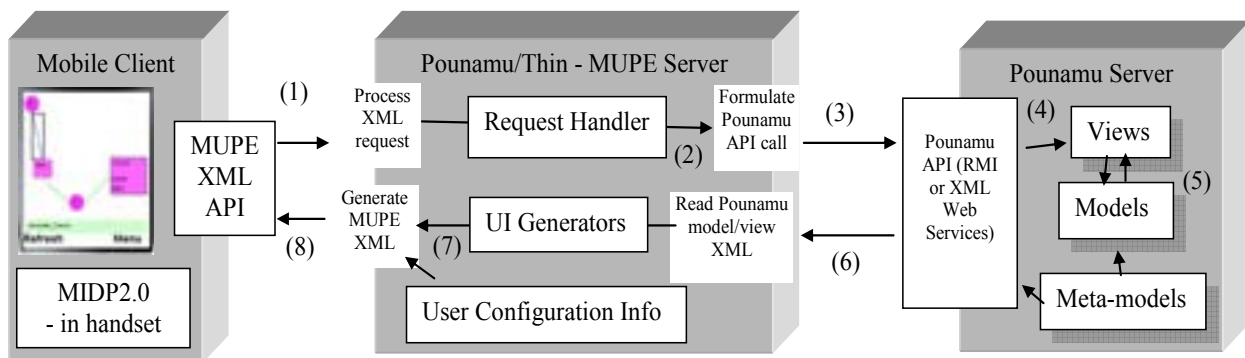 Mobile Client
Refresh
Menu
MIDP2.0
- in handset
MUPE
XML
API
(1)
(8)
Pounamu/Thin - MUPE Server
Process
XML
request
Request Handler
(2)
Formulate
Pounamu
API call
Generate
MUPE
XML
(7)
UI Generators
Read Pounamu
model/view
XML
User Configuration Info
(3)
(6)
Pounamu Server
Pounamu
API (RMI
or XML
Web
Services)
(4)
Views
(5)
Models
Meta-models